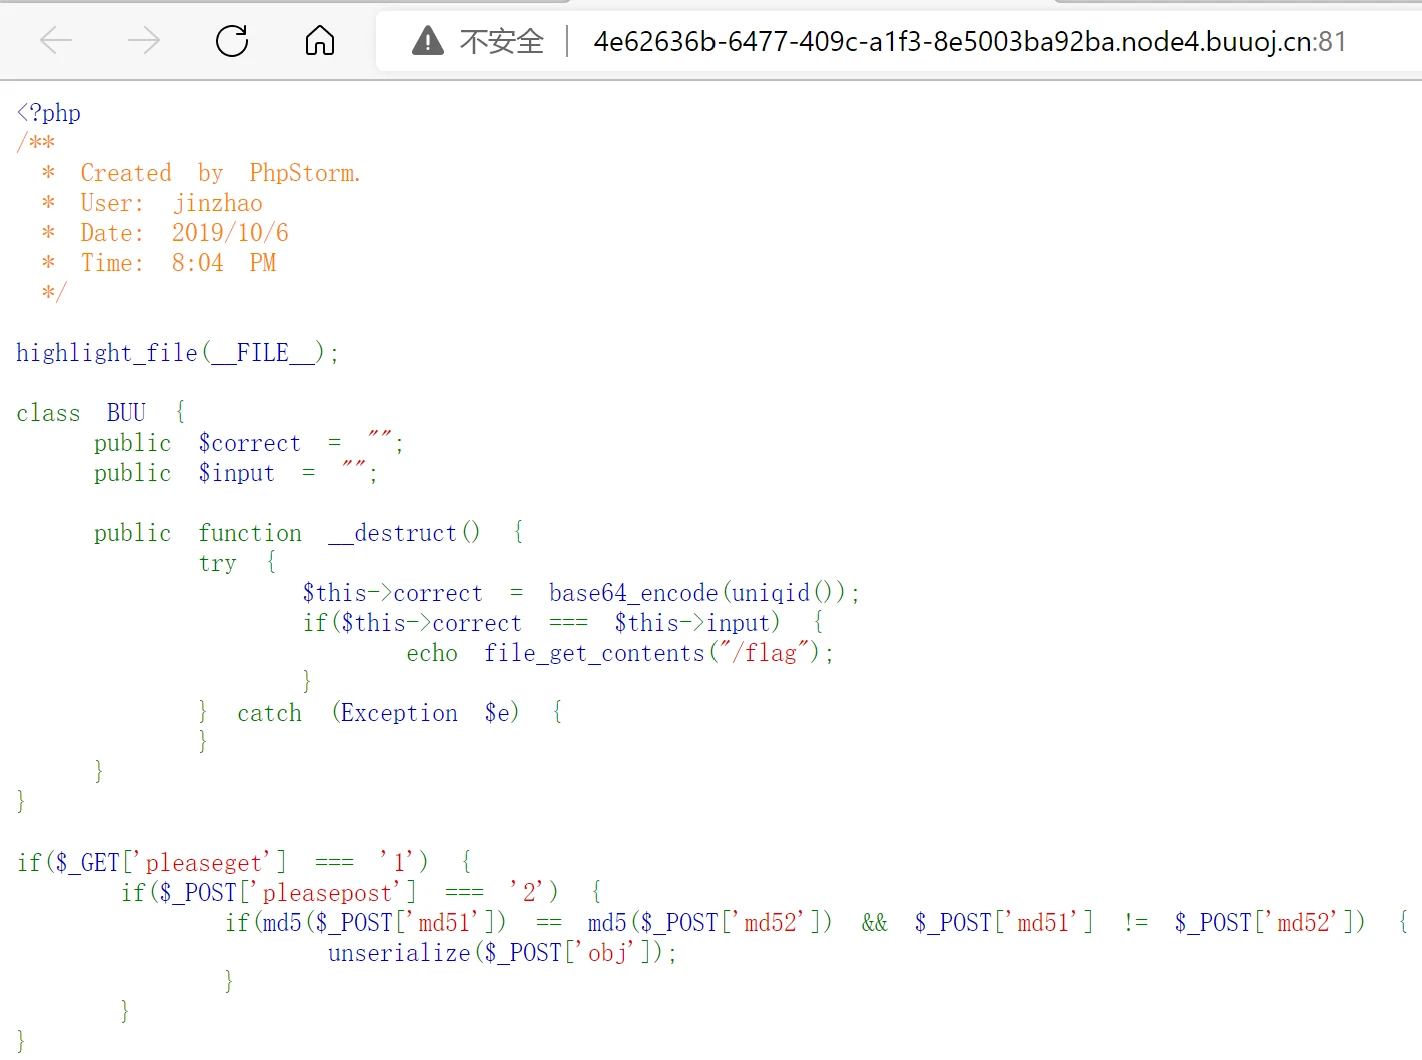 不安全 | 4e62636b-6477-409c-a1f3-8e5003ba92ba.node4.buuoj.cn:81
<?php
/**
 * Created by PhpStorm.
 * User: jinzhao
 * Date: 2019/10/6
 * Time: 8:04 PM
 */
highlight_file(__FILE__);
class BUU {
public $correct = "";
public $input = "";
public function __destruct() {
try {
$this->correct = base64_encode(uniqid());
if($this->correct === $this->input) {
echo file_get_contents("/flag");
}
} catch (Exception $e) {
}
}
}
if($_GET['pleaseget'] === '1') {
if($_POST['pleasepost'] === '2') {
if(md5($_POST['md51']) == md5($_POST['md52']) && $_POST['md51'] != $_POST['md52']) {
unserialize($_POST['obj']);
}
}
}